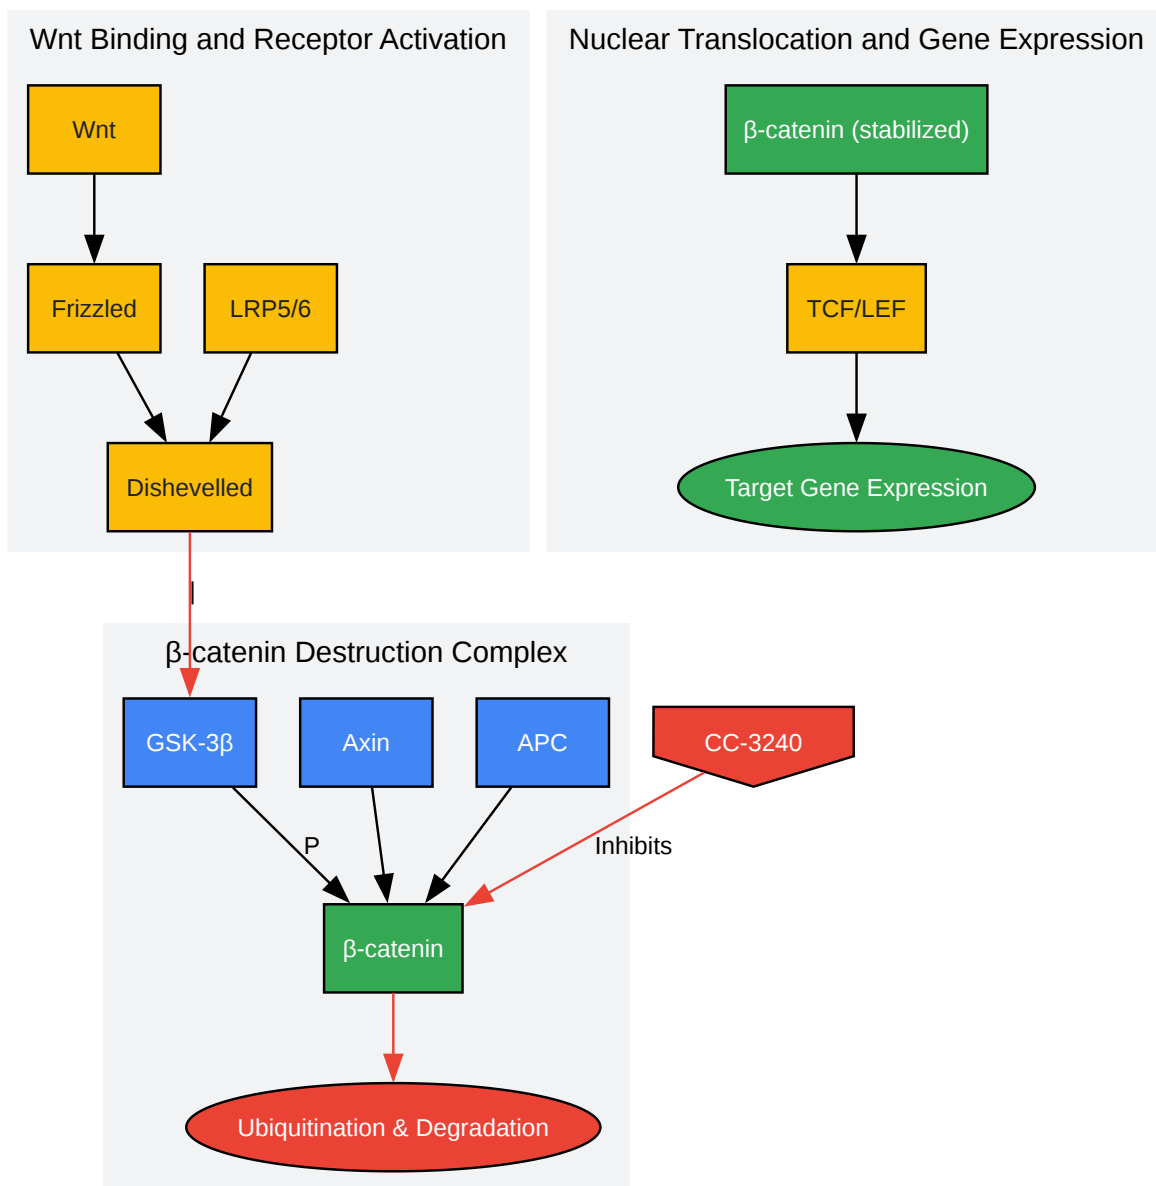 Wnt Binding and Receptor Activation
Wnt
Frizzled
LRP5/6
Dishevelled
Nuclear Translocation and Gene Expression
β-catenin (stabilized)
TCF/LEF
Target Gene Expression
I
β-catenin Destruction Complex
GSK-3β
Axin
APC
CC-3240
P
Inhibits
β-catenin
Ubiquitination & Degradation